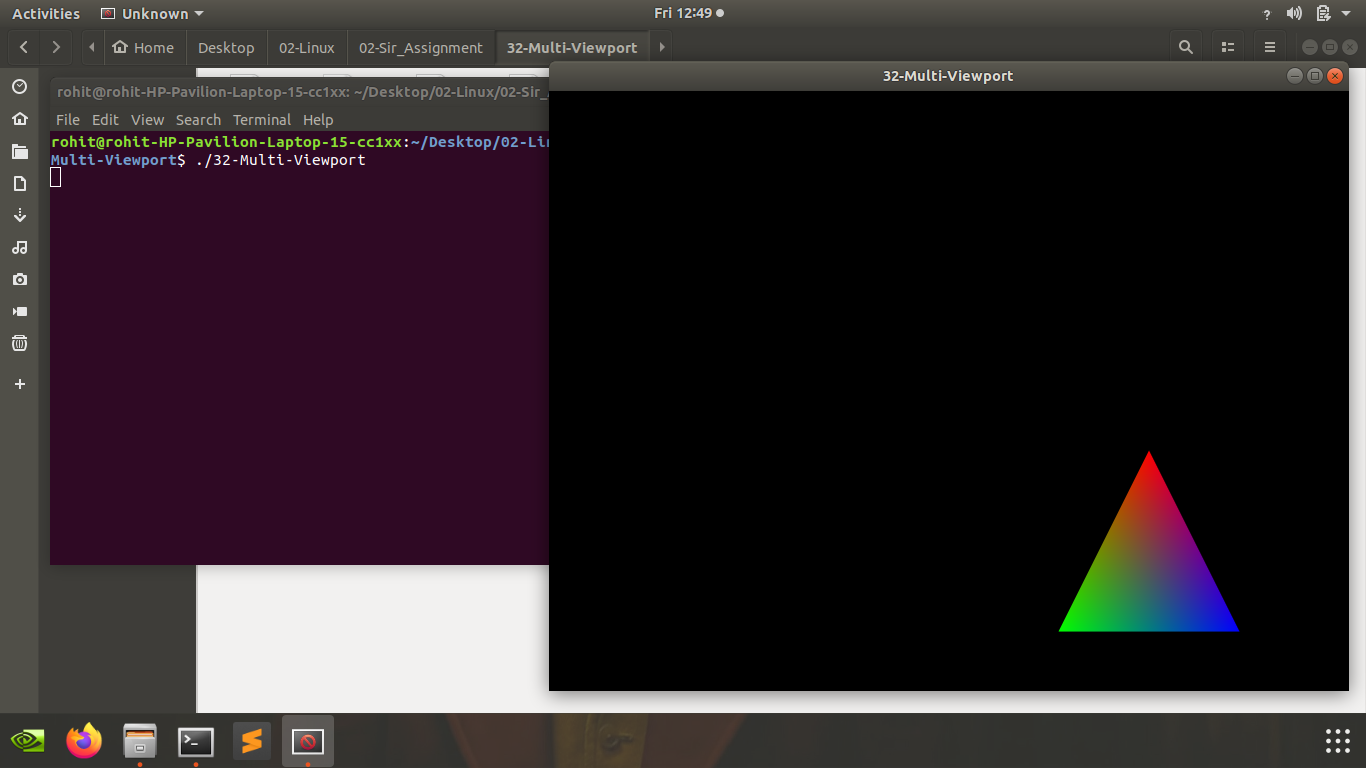 Activities Unknown Fri 12:49
Home Desktop 02-Linux 02-Sir_Assignment 32-Multi-Viewport
32-Multi-Viewport
rohit@rohit-HP-Pavilion-Laptop-15-cc1xx: ~/Desktop/02-Linux/02-Sir_
File Edit View Search Terminal Help
rohit@rohit-HP-Pavilion-Laptop-15-cc1xx:~/Desktop/02-Lin
Multi-Viewport$ ./32-Multi-Viewport